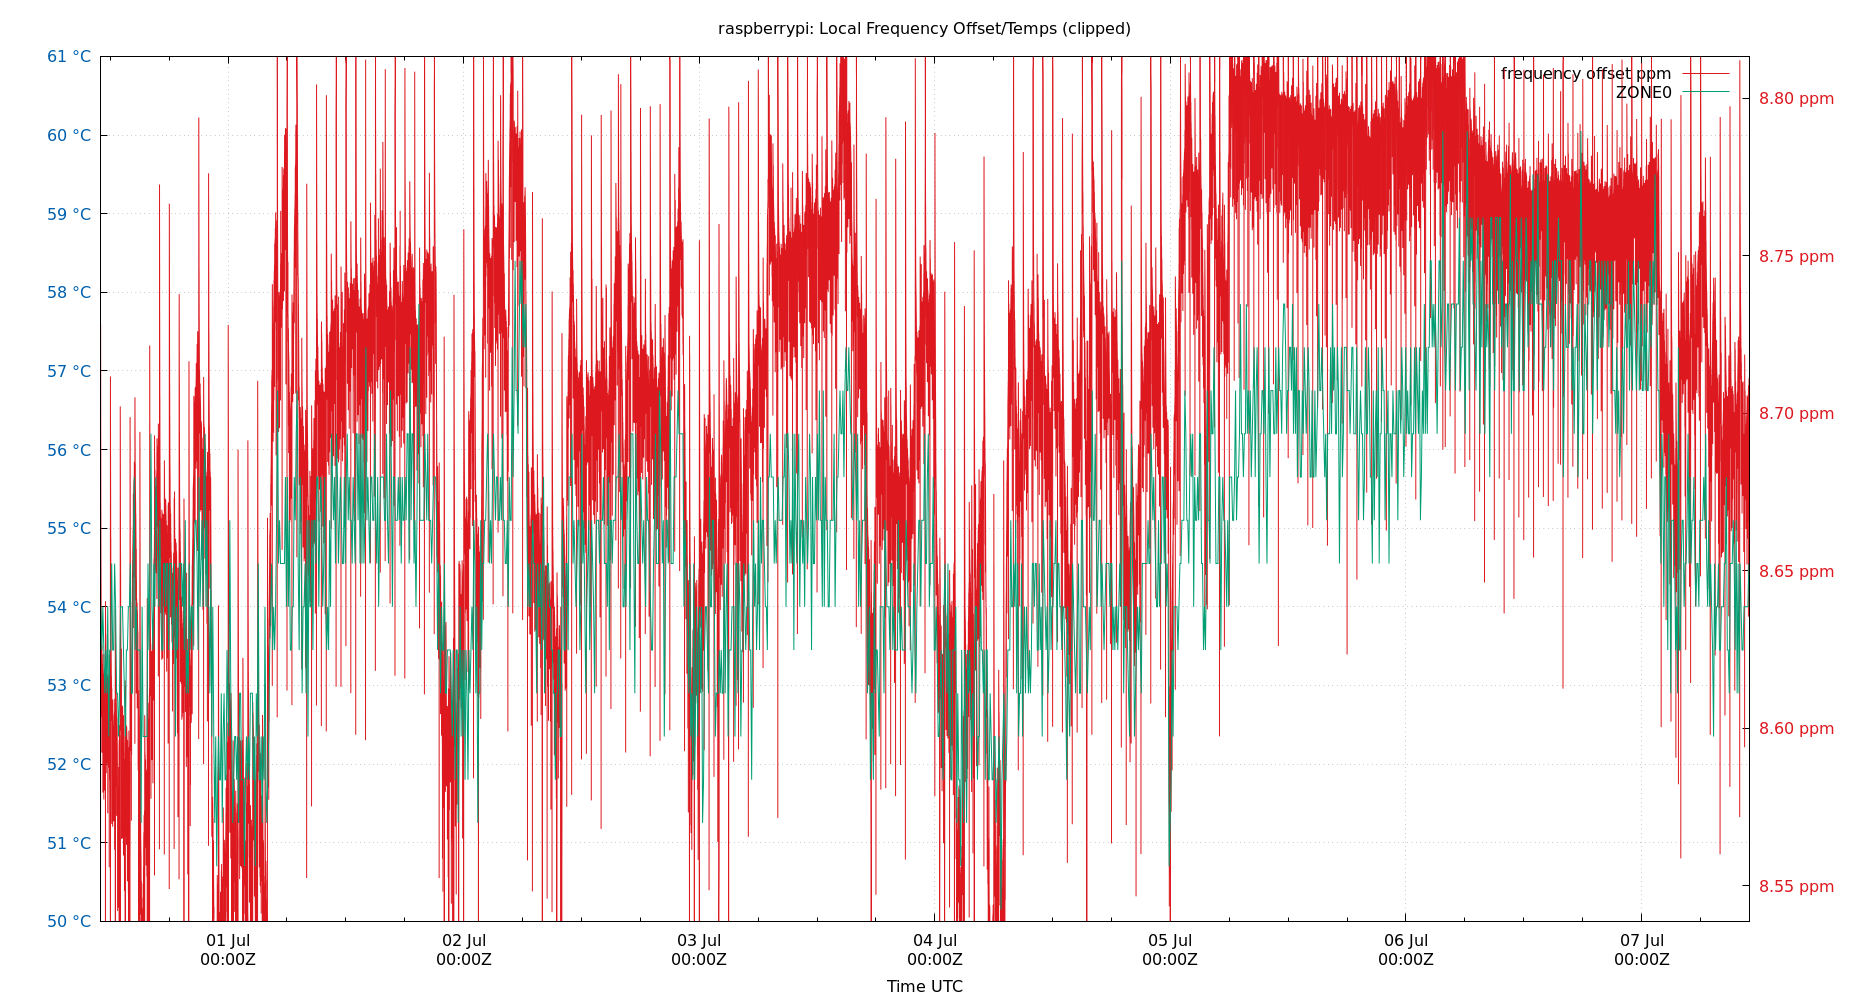 raspberrypi: Local Frequency Offset/Temps (clipped)
61 °C
60 °C
59 °C
58 °C
57 °C
56 °C
55 °C
54 °C
53 °C
52 °C
51 °C
50 °C
frequency offset ppm
ZONE0
8.80 ppm
8.75 ppm
8.70 ppm
8.65 ppm
8.60 ppm
8.55 ppm
01 Jul
00:00Z
02 Jul
00:00Z
03 Jul
00:00Z
04 Jul
00:00Z
05 Jul
00:00Z
06 Jul
00:00Z
07 Jul
00:00Z
Time UTC